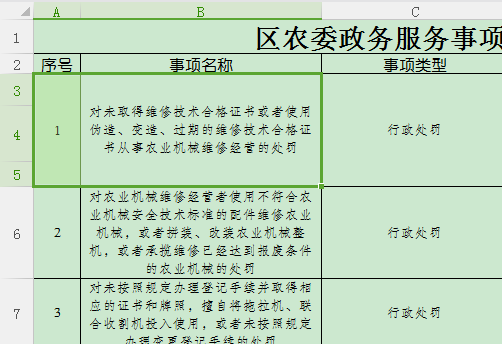 A B C
1 区农委政务服务事项
2 序号 事项名称 事项类型
3
4
5
1
对未取得维修技术合格证书或者使用
伪造、变造、过期的维修技术合格证
书从事农业机械维修经营的处罚
行政处罚
6
2
对农业机械维修经营者使用不符合农
业机械安全技术标准的配件维修农业
机械，或者拼装、改装农业机械整
机，或者承揽维修已经达到报废条件
的农业机械的处罚
行政处罚
7
3
对未按照规定办理登记手续并取得相
应的证书和牌照，擅自将拖拉机、联
合收割机投入使用，或者未按照规定
办理变更登记手续的处罚
行政处罚